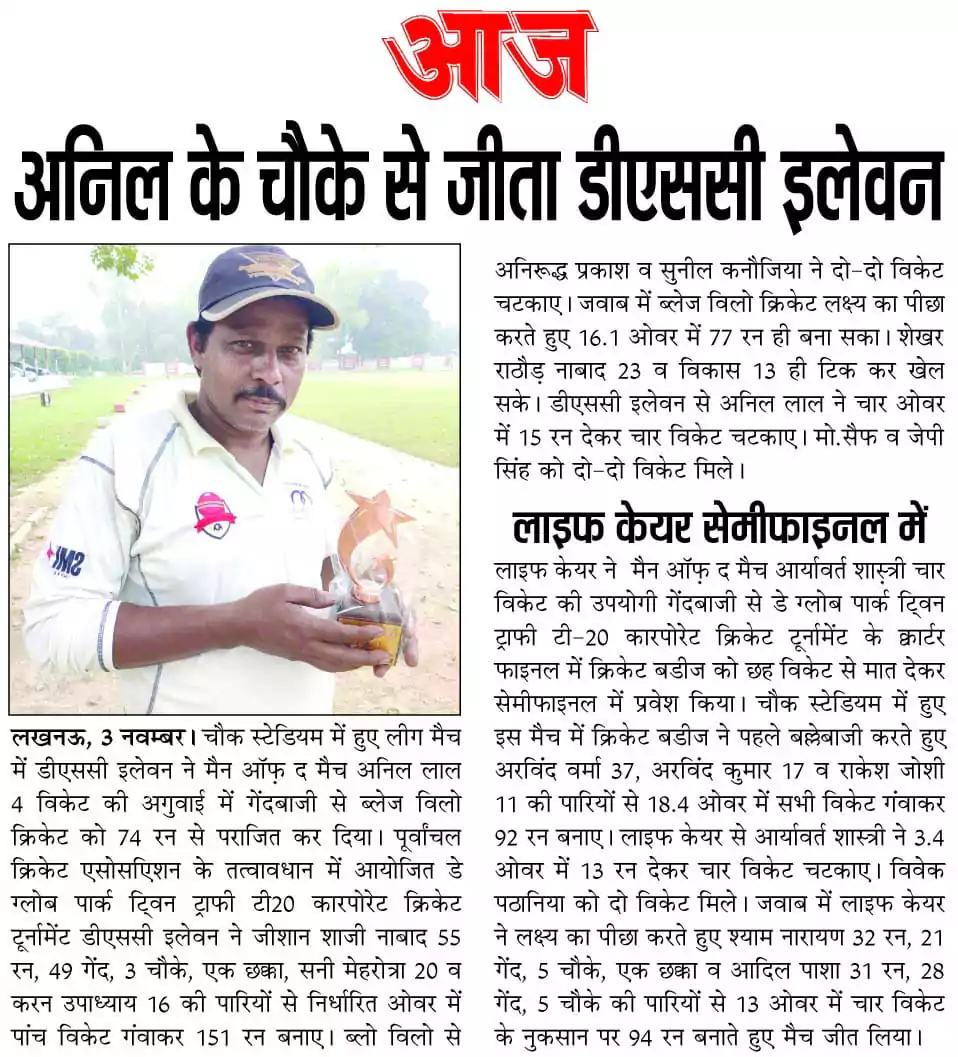 आज
अनिल के चौके से जीता डीएससी इलेवन
लखनऊ, 3 नवम्बर। चौक स्टेडियम में हुए लीग मैच
में डीएससी इलेवन ने मैन ऑफ़ द मैच अनिल लाल
4 विकेट की अगुवाई में गेंदबाजी से ब्लेज विलो
क्रिकेट को 74 रन से पराजित कर दिया। पूर्वांचल
क्रिकेट एसोसएिशन के तत्वावधान में आयोजित डे
ग्लोब पार्क ट्विन ट्राफी टी20 कारपोरेट क्रिकेट
टूर्नामेंट डीएससी इलेवन ने जीशान शाजी नाबाद 55
रन, 49 गेंद, 3 चौके, एक छक्का, सनी मेहरोत्रा 20 व
करन उपाध्याय 16 की पारियों से निर्धारित ओवर में
पांच विकेट गंवाकर 151 रन बनाए। ब्लो विलो से
अनिरूद्ध प्रकाश व सुनील कनौजिया ने दो-दो विकेट
चटकाए। जवाब में ब्लेज विलो क्रिकेट लक्ष्य का पीछा
करते हुए 16.1 ओवर में 77 रन ही बना सका। शेखर
राठौड़ नाबाद 23 व विकास 13 ही टिक कर खेल
सके। डीएससी इलेवन से अनिल लाल ने चार ओवर
में 15 रन देकर चार विकेट चटकाए। मो.सैफ व जेपी
सिंह को दो-दो विकेट मिले।
लाइफ केयर सेमीफाइनल में
लाइफ केयर ने मैन ऑफ़ द मैच आर्यावर्त शास्त्री चार
विकेट की उपयोगी गेंदबाजी से डे ग्लोब पार्क ट्विन
ट्राफी टी-20 कारपोरेट क्रिकेट टूर्नामेंट के क्वार्टर
फाइनल में क्रिकेट बडीज को छह विकेट से मात देकर
सेमीफाइनल में प्रवेश किया। चौक स्टेडियम में हुए
इस मैच में क्रिकेट बडीज ने पहले बल्लेबाजी करते हुए
अरविंद वर्मा 37, अरविंद कुमार 17 व राकेश जोशी
11 की पारियों से 18.4 ओवर में सभी विकेट गंवाकर
92 रन बनाए। लाइफ केयर से आर्यावर्त शास्त्री ने 3.4
ओवर में 13 रन देकर चार विकेट चटकाए। विवेक
पठानिया को दो विकेट मिले। जवाब में लाइफ केयर
ने लक्ष्य का पीछा करते हुए श्याम नारायण 32 रन, 21
गेंद, 5 चौके, एक छक्का व आदिल पाशा 31 रन, 28
गेंद, 5 चौके की पारियों से 13 ओवर में चार विकेट
के नुकसान पर 94 रन बनाते हुए मैच जीत लिया।